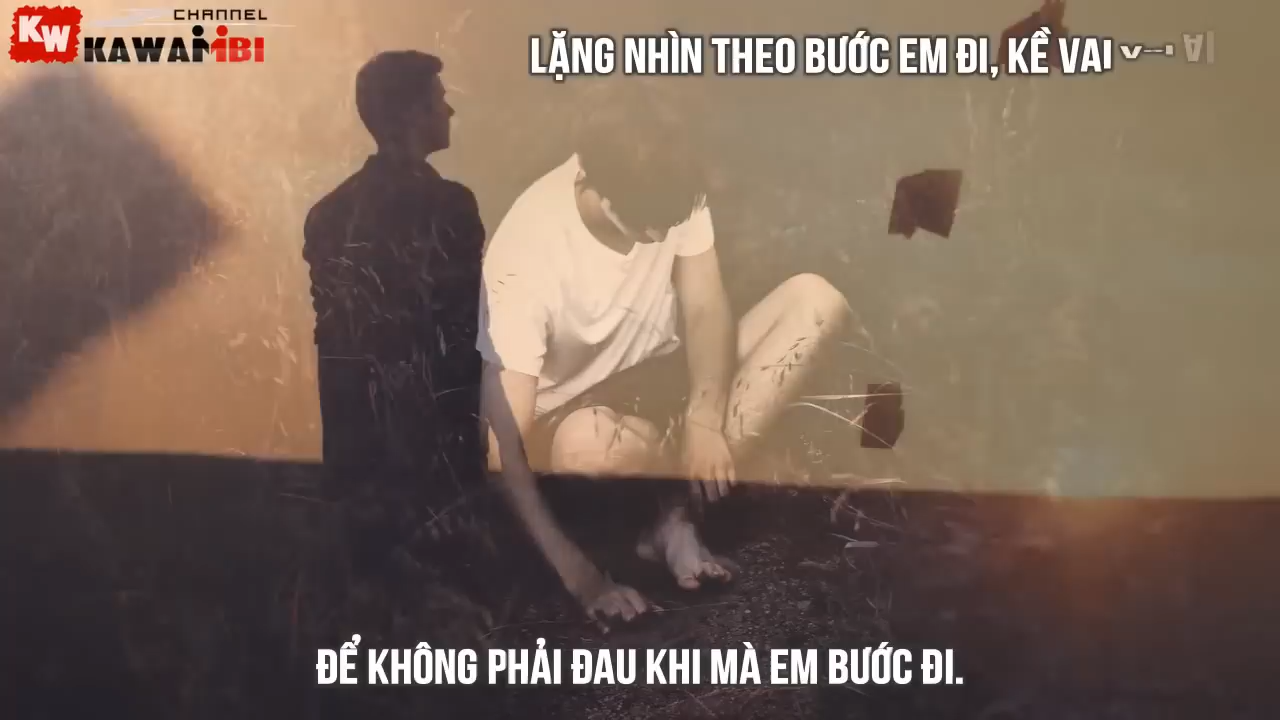 KW
CHANNEL
KAWAIIMBI
LẶNG NHÌN THEO BƯỚC EM ĐI, KỀ VAI
ĐỂ KHÔNG PHẢI ĐAU KHI MÀ EM BƯỚC ĐI.